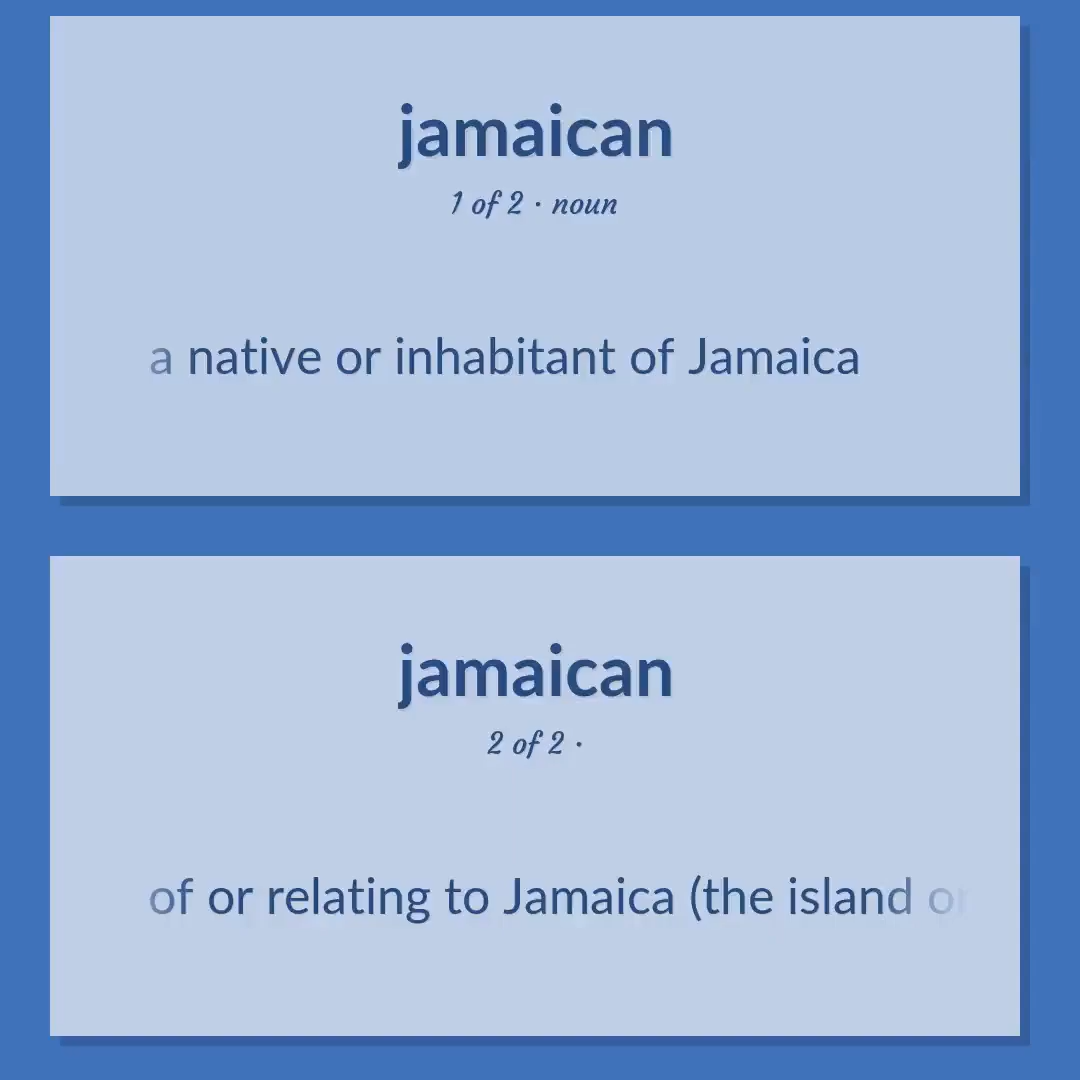 jamaican
1 of 2 · noun
a native or inhabitant of Jamaica
jamaican
2 of 2 ·
of or relating to Jamaica (the island or